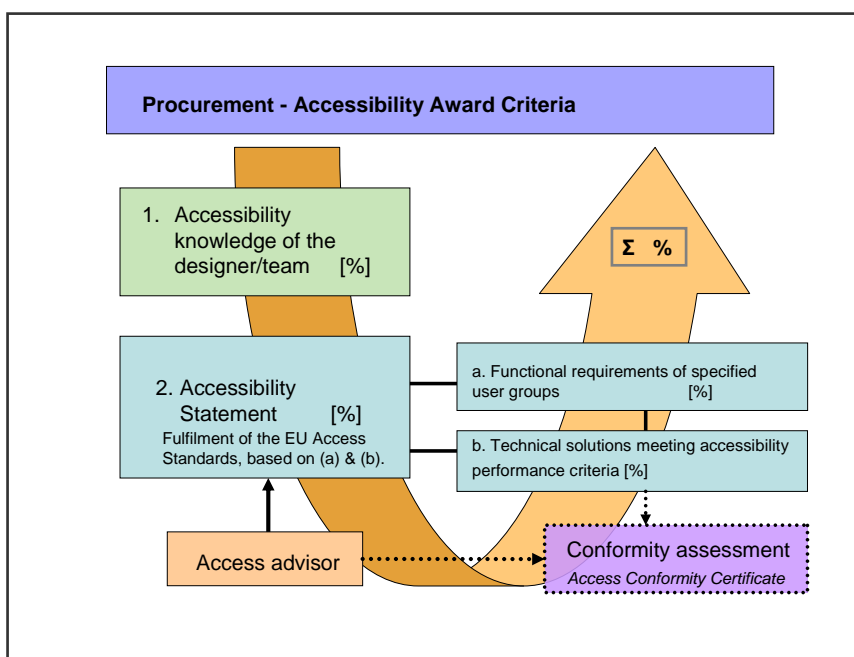 Procurement - Accessibility Award Criteria
1. Accessibility
knowledge of the
designer/team [%]
Σ %
2. Accessibility
Statement [%]
Fulfilment of the EU Access
Standards, based on (a) & (b).
a. Functional requirements of specified
user groups [%]
b. Technical solutions meeting accessibility
performance criteria [%]
Access advisor
Conformity assessment
Access Conformity Certificate